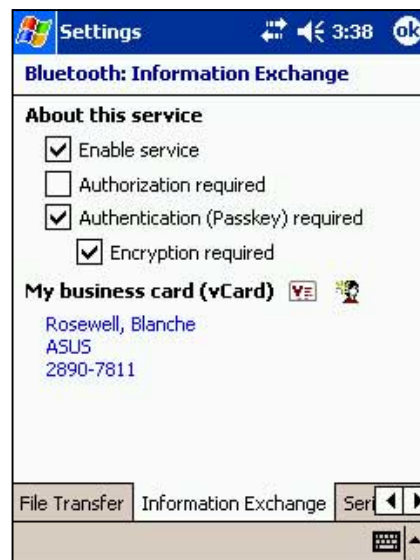 Settings 3:38 ok
Bluetooth: Information Exchange
About this service
Enable service
Authorization required
Authentication (Passkey) required
Encryption required
My business card (vCard)
Rosewell, Blanche
ASUS
2890-7811
File Transfer Information Exchange Seri